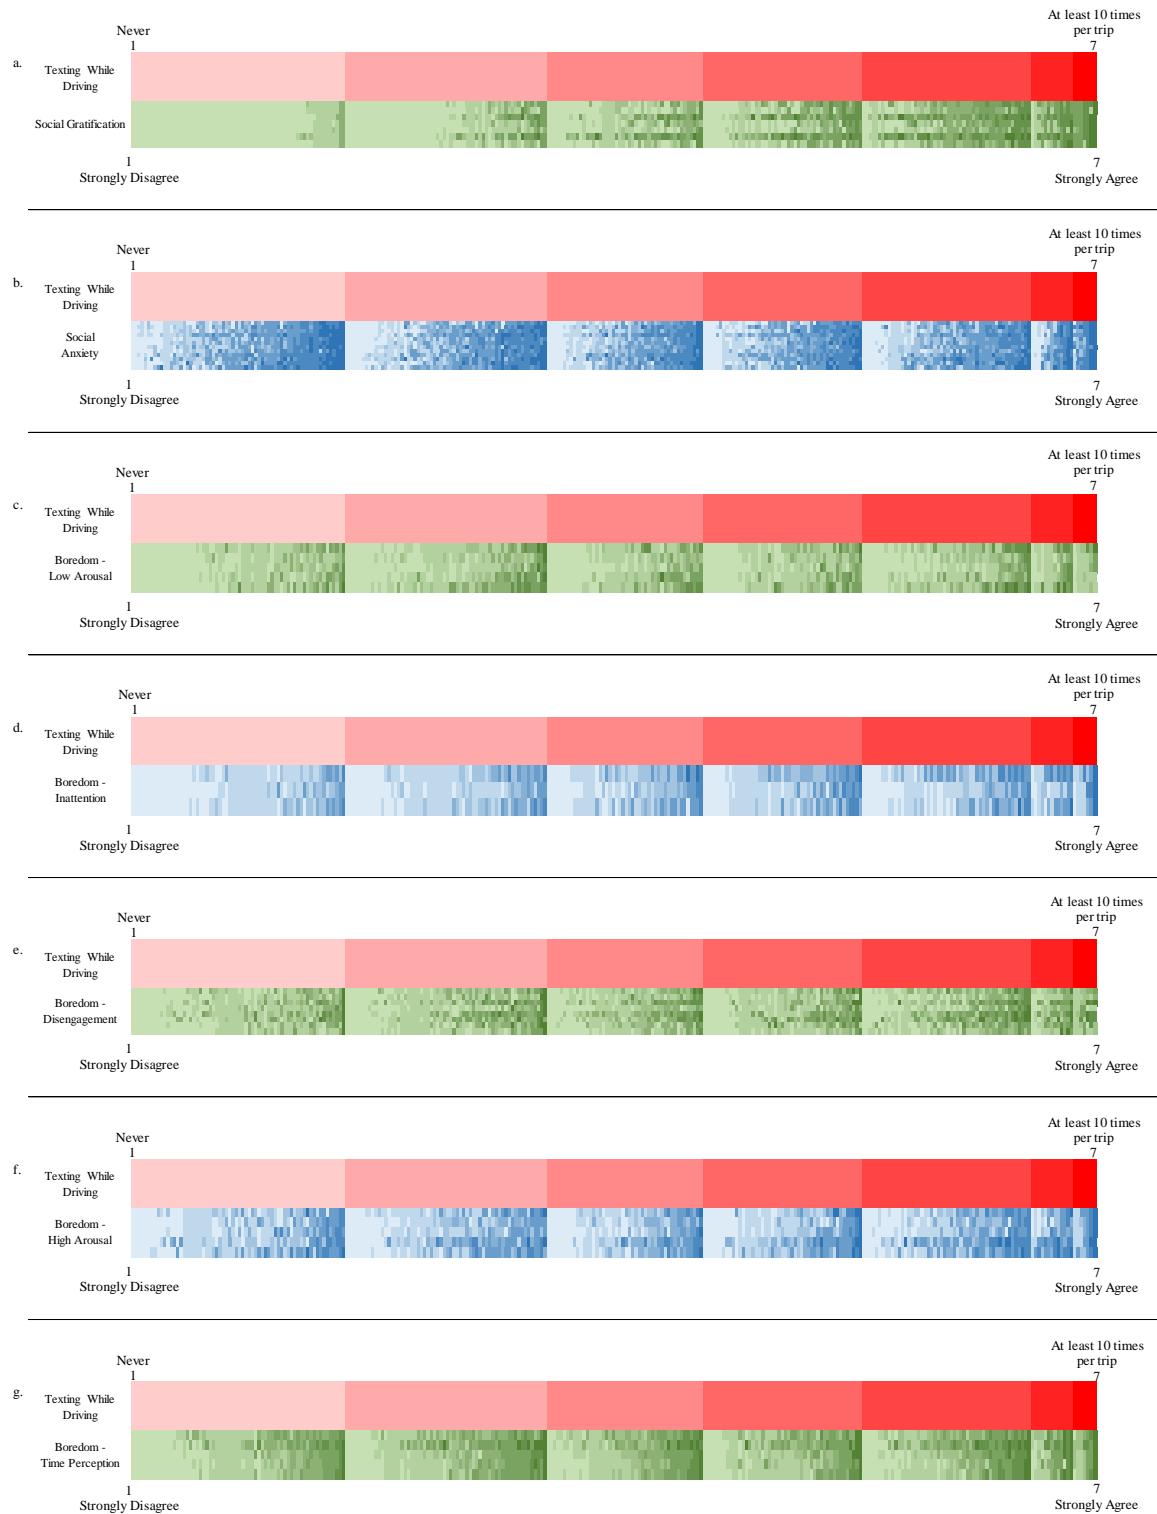 Never
At least 10 times
per trip
1
7
a.
Texting While
Driving
Social Gratification
1
7
Strongly Disagree
Strongly Agree
Never
At least 10 times
per trip
1
7
b.
Texting While
Driving
Social
Anxiety
1
7
Strongly Disagree
Strongly Agree
Never
At least 10 times
per trip
1
7
c.
Texting While
Driving
Boredom -
Low Arousal
1
7
Strongly Disagree
Strongly Agree
Never
At least 10 times
per trip
1
7
d.
Texting While
Driving
Boredom -
Inattention
1
7
Strongly Disagree
Strongly Agree
Never
At least 10 times
per trip
1
7
e.
Texting While
Driving
Boredom -
Disengagement
1
7
Strongly Disagree
Strongly Agree
Never
At least 10 times
per trip
1
7
f.
Texting While
Driving
Boredom -
High Arousal
1
7
Strongly Disagree
Strongly Agree
Never
At least 10 times
per trip
1
7
g.
Texting While
Driving
Boredom -
Time Perception
1
7
Strongly Disagree
Strongly Agree